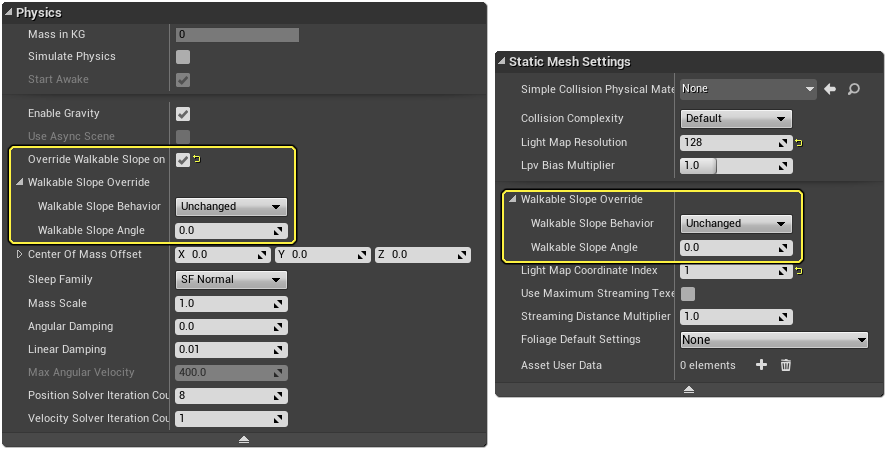 Physics
Mass in KG 0
Simulate Physics
Start Awake
Enable Gravity
Use Async Scene
Override Walkable Slope on
Walkable Slope Override
Walkable Slope Behavior Unchanged
Walkable Slope Angle 0.0
Center Of Mass Offset X 0.0 Y 0.0 Z 0.0
Sleep Family SF Normal
Mass Scale 1.0
Angular Damping 0.0
Linear Damping 0.01
Max Angular Velocity 400.0
Position Solver Iteration Cou 8
Velocity Solver Iteration Cou 1
Static Mesh Settings
Simple Collision Physical Mate None
Collision Complexity Default
Light Map Resolution 128
Lpv Bias Multiplier 1.0
Walkable Slope Override
Walkable Slope Behavior Unchanged
Walkable Slope Angle 0.0
Light Map Coordinate Index 1
Use Maximum Streaming Texe
Streaming Distance Multiplier 1.0
Foliage Default Settings None
Asset User Data 0 elements